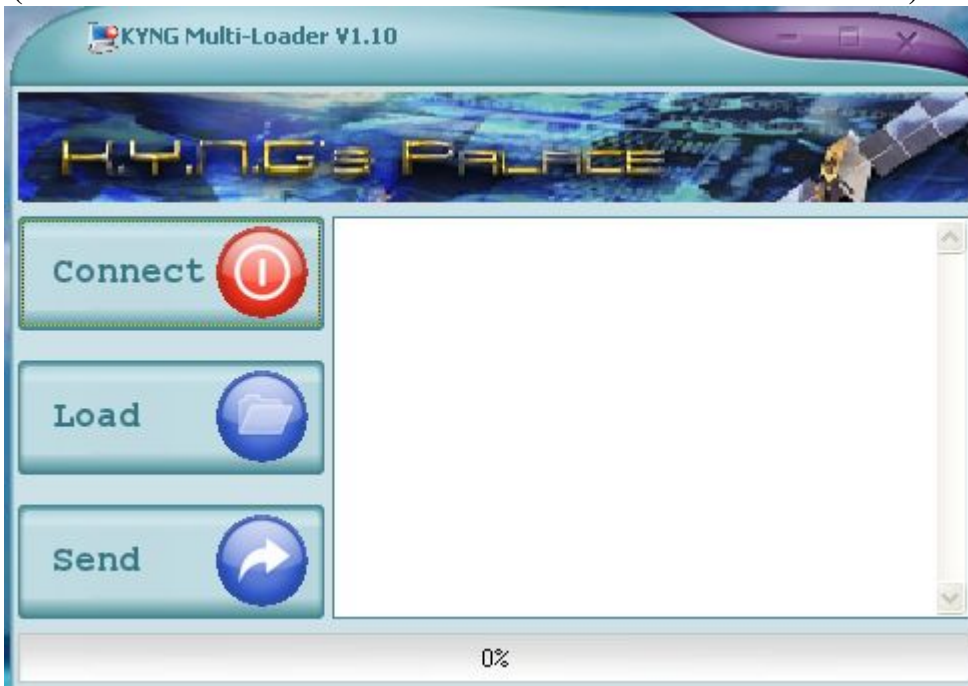 KYNG Multi-Loader V1.10
K.Y.N.G's PALACE
Connect
Load
Send
0%